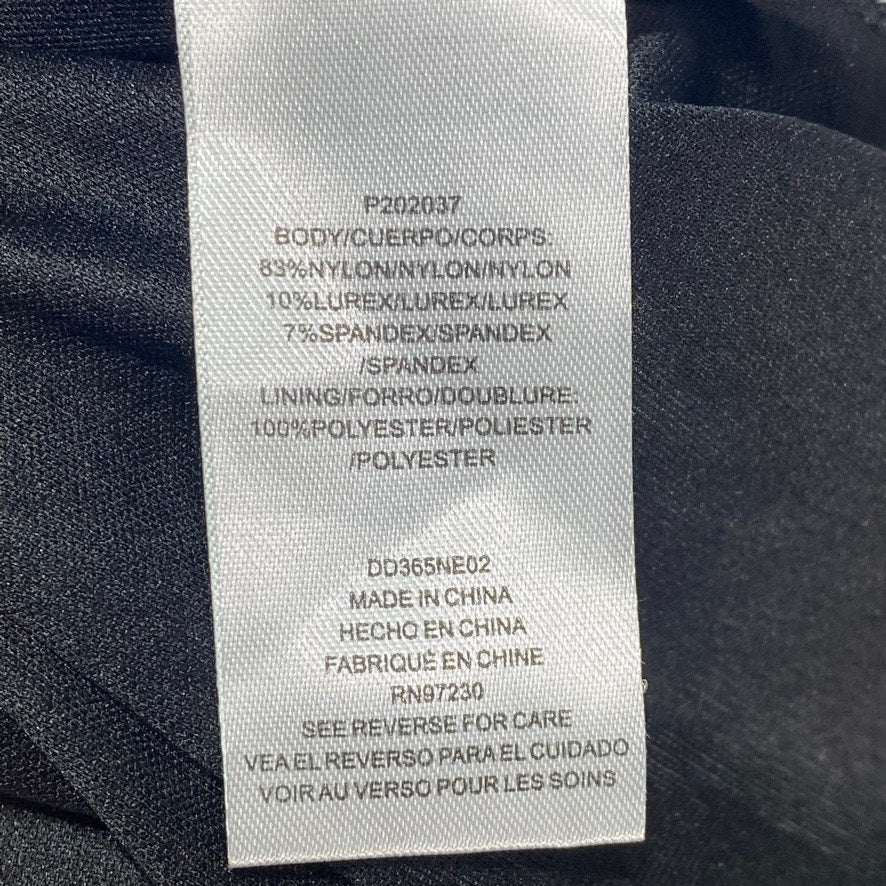 P202037
BODY/CUERPO/CORPS:
83%NYLON/NYLON/NYLON
10%LUREX/LUREX/LUREX
7%SPANDEX/SPANDEX
/SPANDEX
LINING/FORRO/DOUBLURE:
100%POLYESTER/POLIESTER
/POLYESTER
DD365NE02
MADE IN CHINA
HECHO EN CHINA
FABRIQUÉ EN CHINE
RN97230
SEE REVERSE FOR CARE
VEA EL REVERSO PARA EL CUIDADO
VOIR AU VERSO POUR LES SOINS